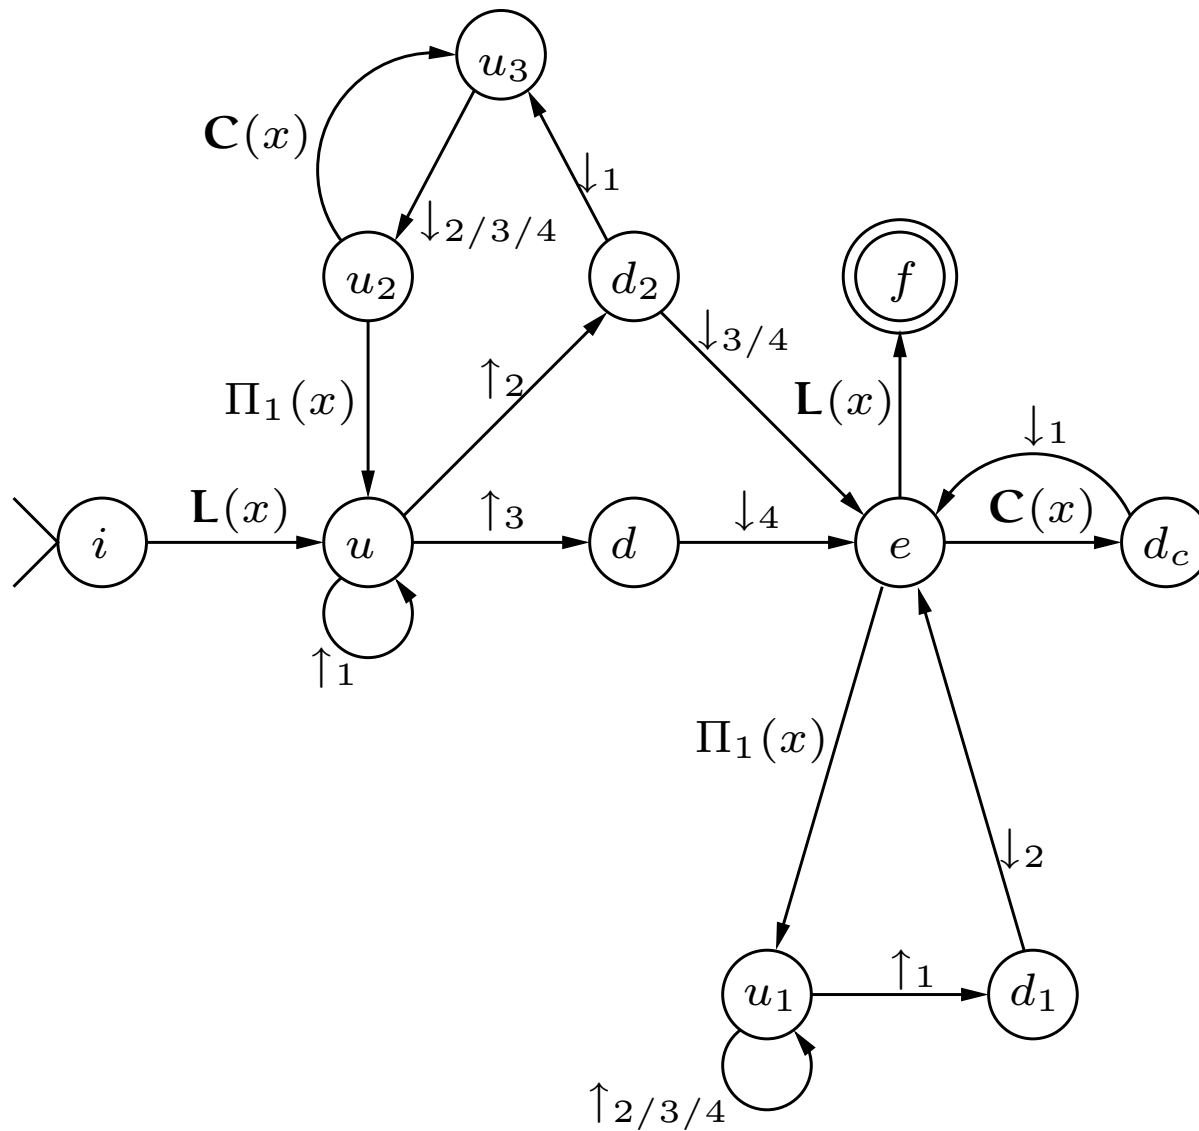 u₃
C(x)
↓₁
↓₂/₃/₄
u₂
d₂
f
↓₃/₄
Π₁(x)
↑₂
L(x)
↓₁
i
L(x)
u
↑₃
d
↓₄
e
C(x)
d_c
↑₁
Π₁(x)
↓₂
u₁
↑₁
d₁
↑₂/₃/₄